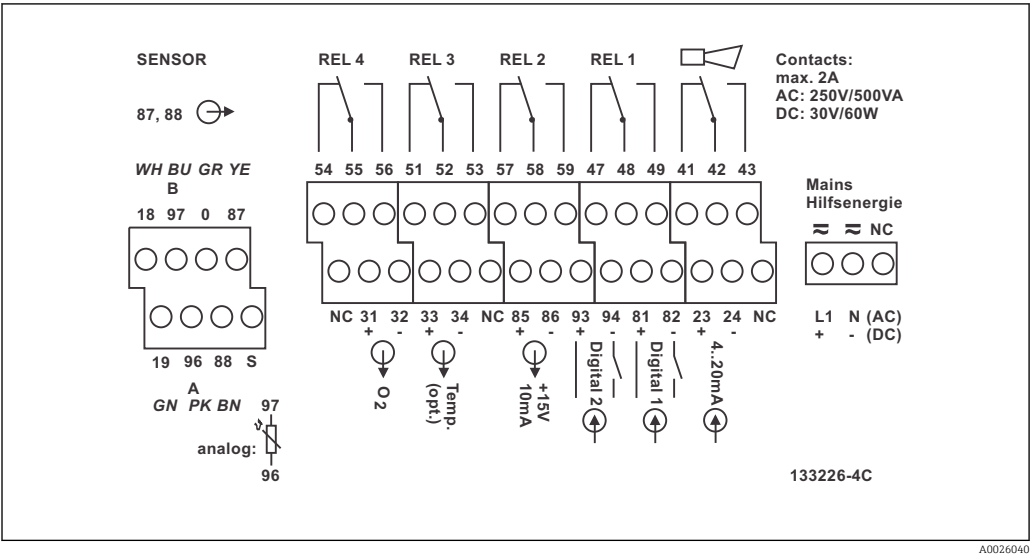 SENSOR
REL 4 REL 3 REL 2 REL 1
Contacts:
max. 2A
AC: 250V/500VA
DC: 30V/60W
87, 88
54 55 56 51 52 53 57 58 59 47 48 49 41 42 43
WH BU GR YE
B
18 97 0 87
Mains
Hilfsenergie
NC
NC 31 32 33 34 NC 85 86 93 94 81 82 23 24 NC
+ - + - + - + - + - + -
L1 N (AC)
+ - (DC)
O2
Temp.
(opt.)
+15V
10mA
Digital 2
Digital 1
4..20mA
19 96 88 S
A
GN PK BN
97
analog:
96
133226-4C
A0026040